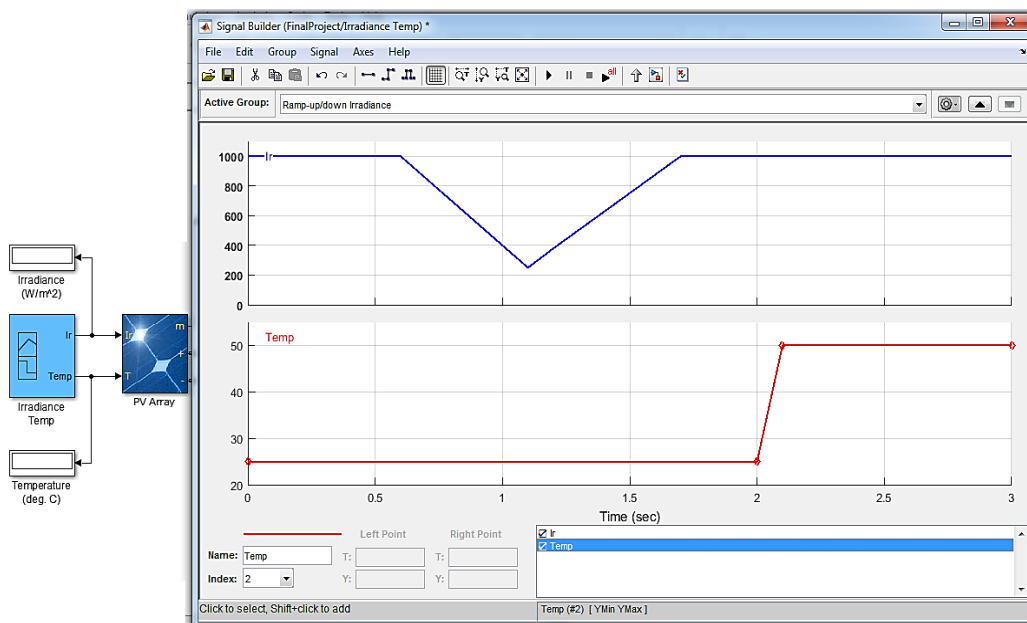 Signal Builder (FinalProject/Irradiance Temp) *
File Edit Group Signal Axes Help
all
Active Group: Ramp-up/down Irradiance
Ir
1000
800
600
400
200
0
Temp
50
40
30
20
0 0.5 1 1.5 2 2.5 3
Time (sec)
Irradiance
(W/m^2)
Ir
Temp
Irradiance
Temp
Ir
T
m
+
-
PV Array
Temperature
(deg. C)
Left Point Right Point
Name: Temp T: T:
Index: 2 Y: Y:
Ir
Temp
Click to select, Shift+click to add
Temp (#2) [ YMin YMax ]